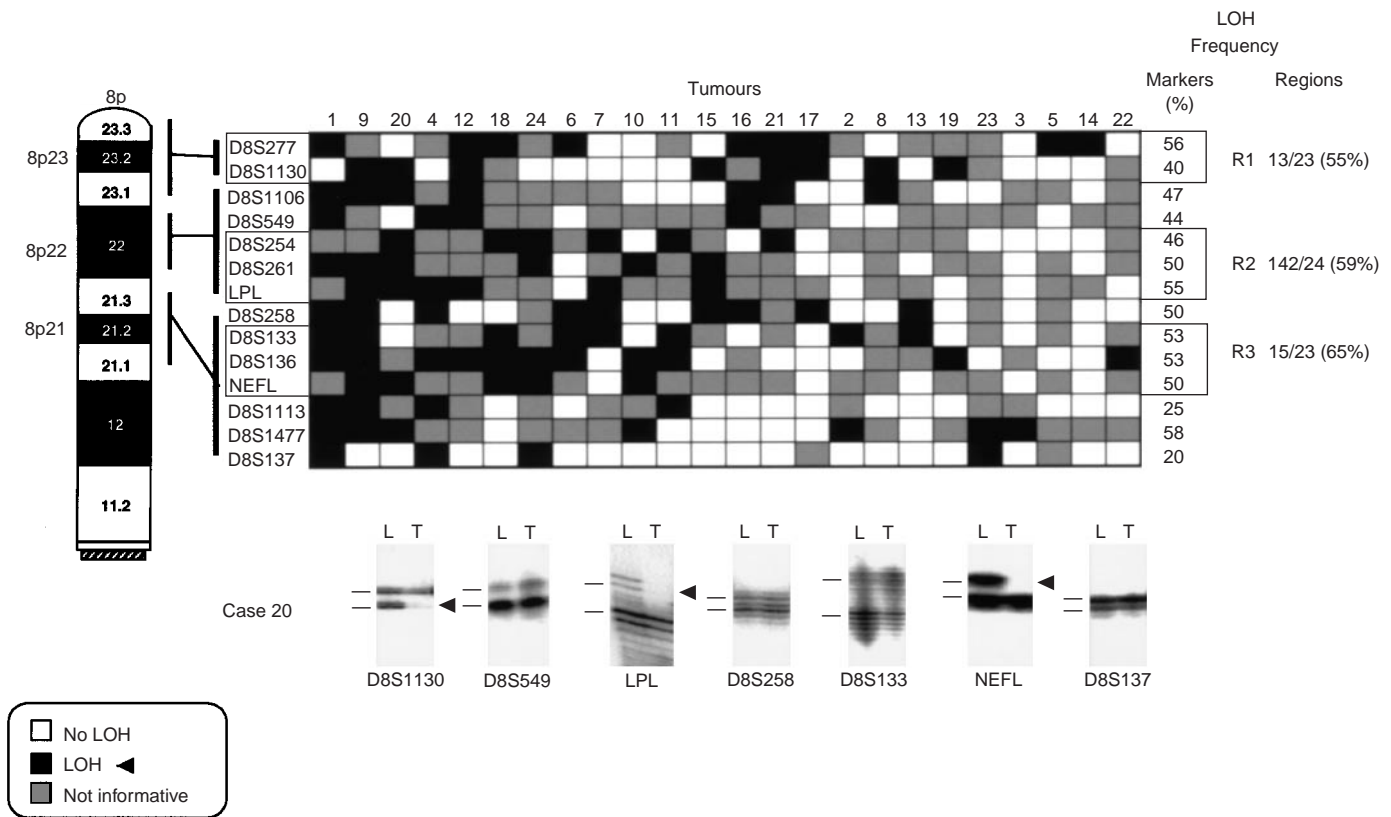 LOH
Frequency
Tumours
Markers
(%)
Regions
8p
1 9 20 4 12 18 24 6 7 10 11 15 16 21 17 2 8 13 19 23 3 5 14 22
23.3
8p23
23.2
23.1
8p22
22
21.3
8p21
21.2
21.1
12
11.2
D8S277 56
D8S1130 40
R1 13/23 (55%)
D8S1106 47
D8S549 44
D8S254 46
D8S261 50
R2 142/24 (59%)
LPL 55
D8S258 50
D8S133 53
D8S136 53
R3 15/23 (65%)
NEFL 50
D8S1113 25
D8S1477 58
D8S137 20
L T L T L T L T L T L T L T
Case 20
D8S1130 D8S549 LPL D8S258 D8S133 NEFL D8S137
No LOH
LOH
Not informative